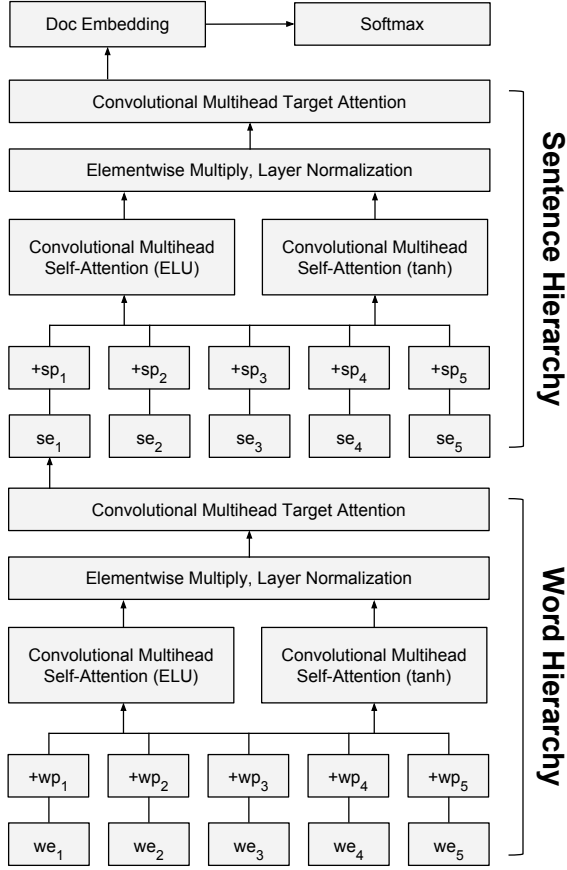 Doc Embedding
Softmax
Convolutional Multihead Target Attention
Elementwise Multiply, Layer Normalization
Convolutional Multihead
Self-Attention (ELU)
Convolutional Multihead
Self-Attention (tanh)
+sp₁
+sp₂
+sp₃
+sp₄
+sp₅
se₁
se₂
se₃
se₄
se₅
Sentence Hierarchy
Convolutional Multihead Target Attention
Elementwise Multiply, Layer Normalization
Convolutional Multihead
Self-Attention (ELU)
Convolutional Multihead
Self-Attention (tanh)
+wp₁
+wp₂
+wp₃
+wp₄
+wp₅
we₁
we₂
we₃
we₄
we₅
Word Hierarchy